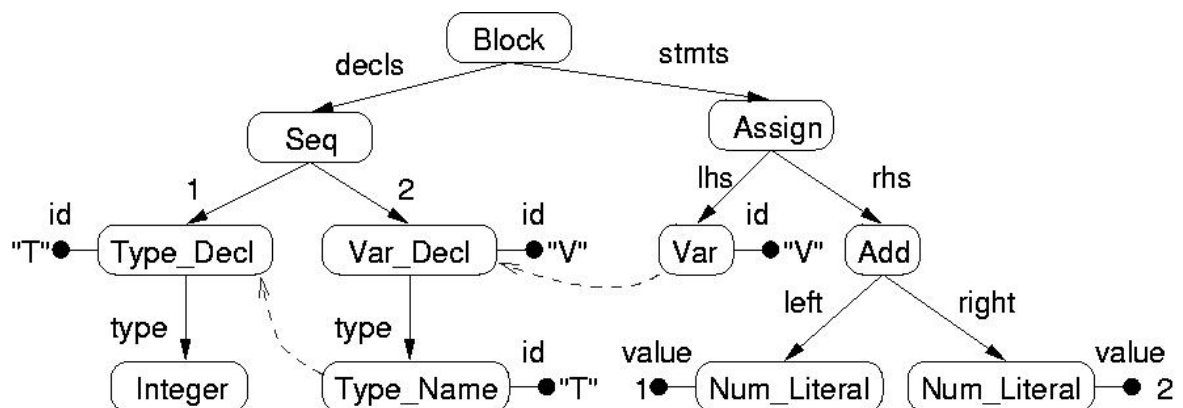 Block
decls stmts
Seq Assign
1 2 lhs rhs
id id id
"T" Type_Decl Var_Decl "V" Var "V" Add
type type left right
id value value
Integer Type_Name "T" 1 Num_Literal Num_Literal 2